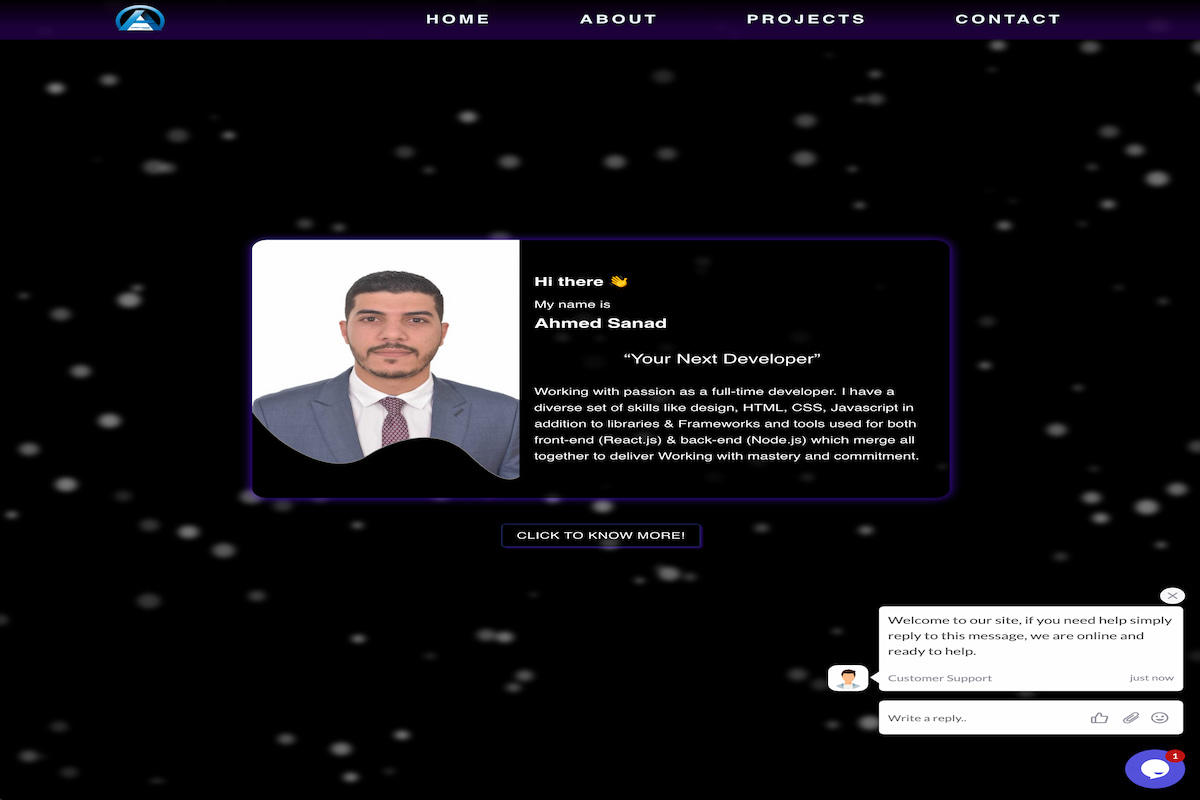 HOME ABOUT PROJECTS CONTACT
Hi there 👋
My name is
Ahmed Sanad
“Your Next Developer”
Working with passion as a full-time developer. I have a
diverse set of skills like design, HTML, CSS, Javascript in
addition to libraries & Frameworks and tools used for both
front-end (React.js) & back-end (Node.js) which merge all
together to deliver Working with mastery and commitment.
CLICK TO KNOW MORE!
Welcome to our site, if you need help simply
reply to this message, we are online and
ready to help.
Customer Support just now
Write a reply..
1